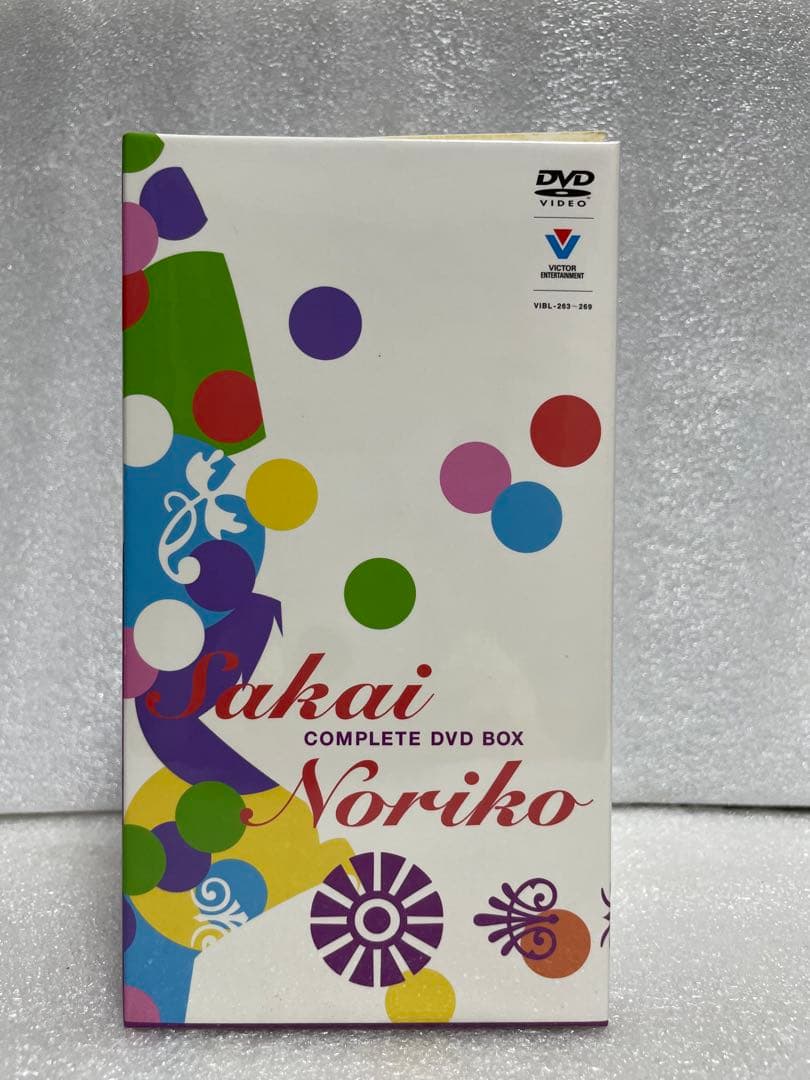 DVD
VIDEO
VICTOR
ENTERTAINMENT
VIBL-263~269
Sakai
COMPLETE DVD BOX
Noriko